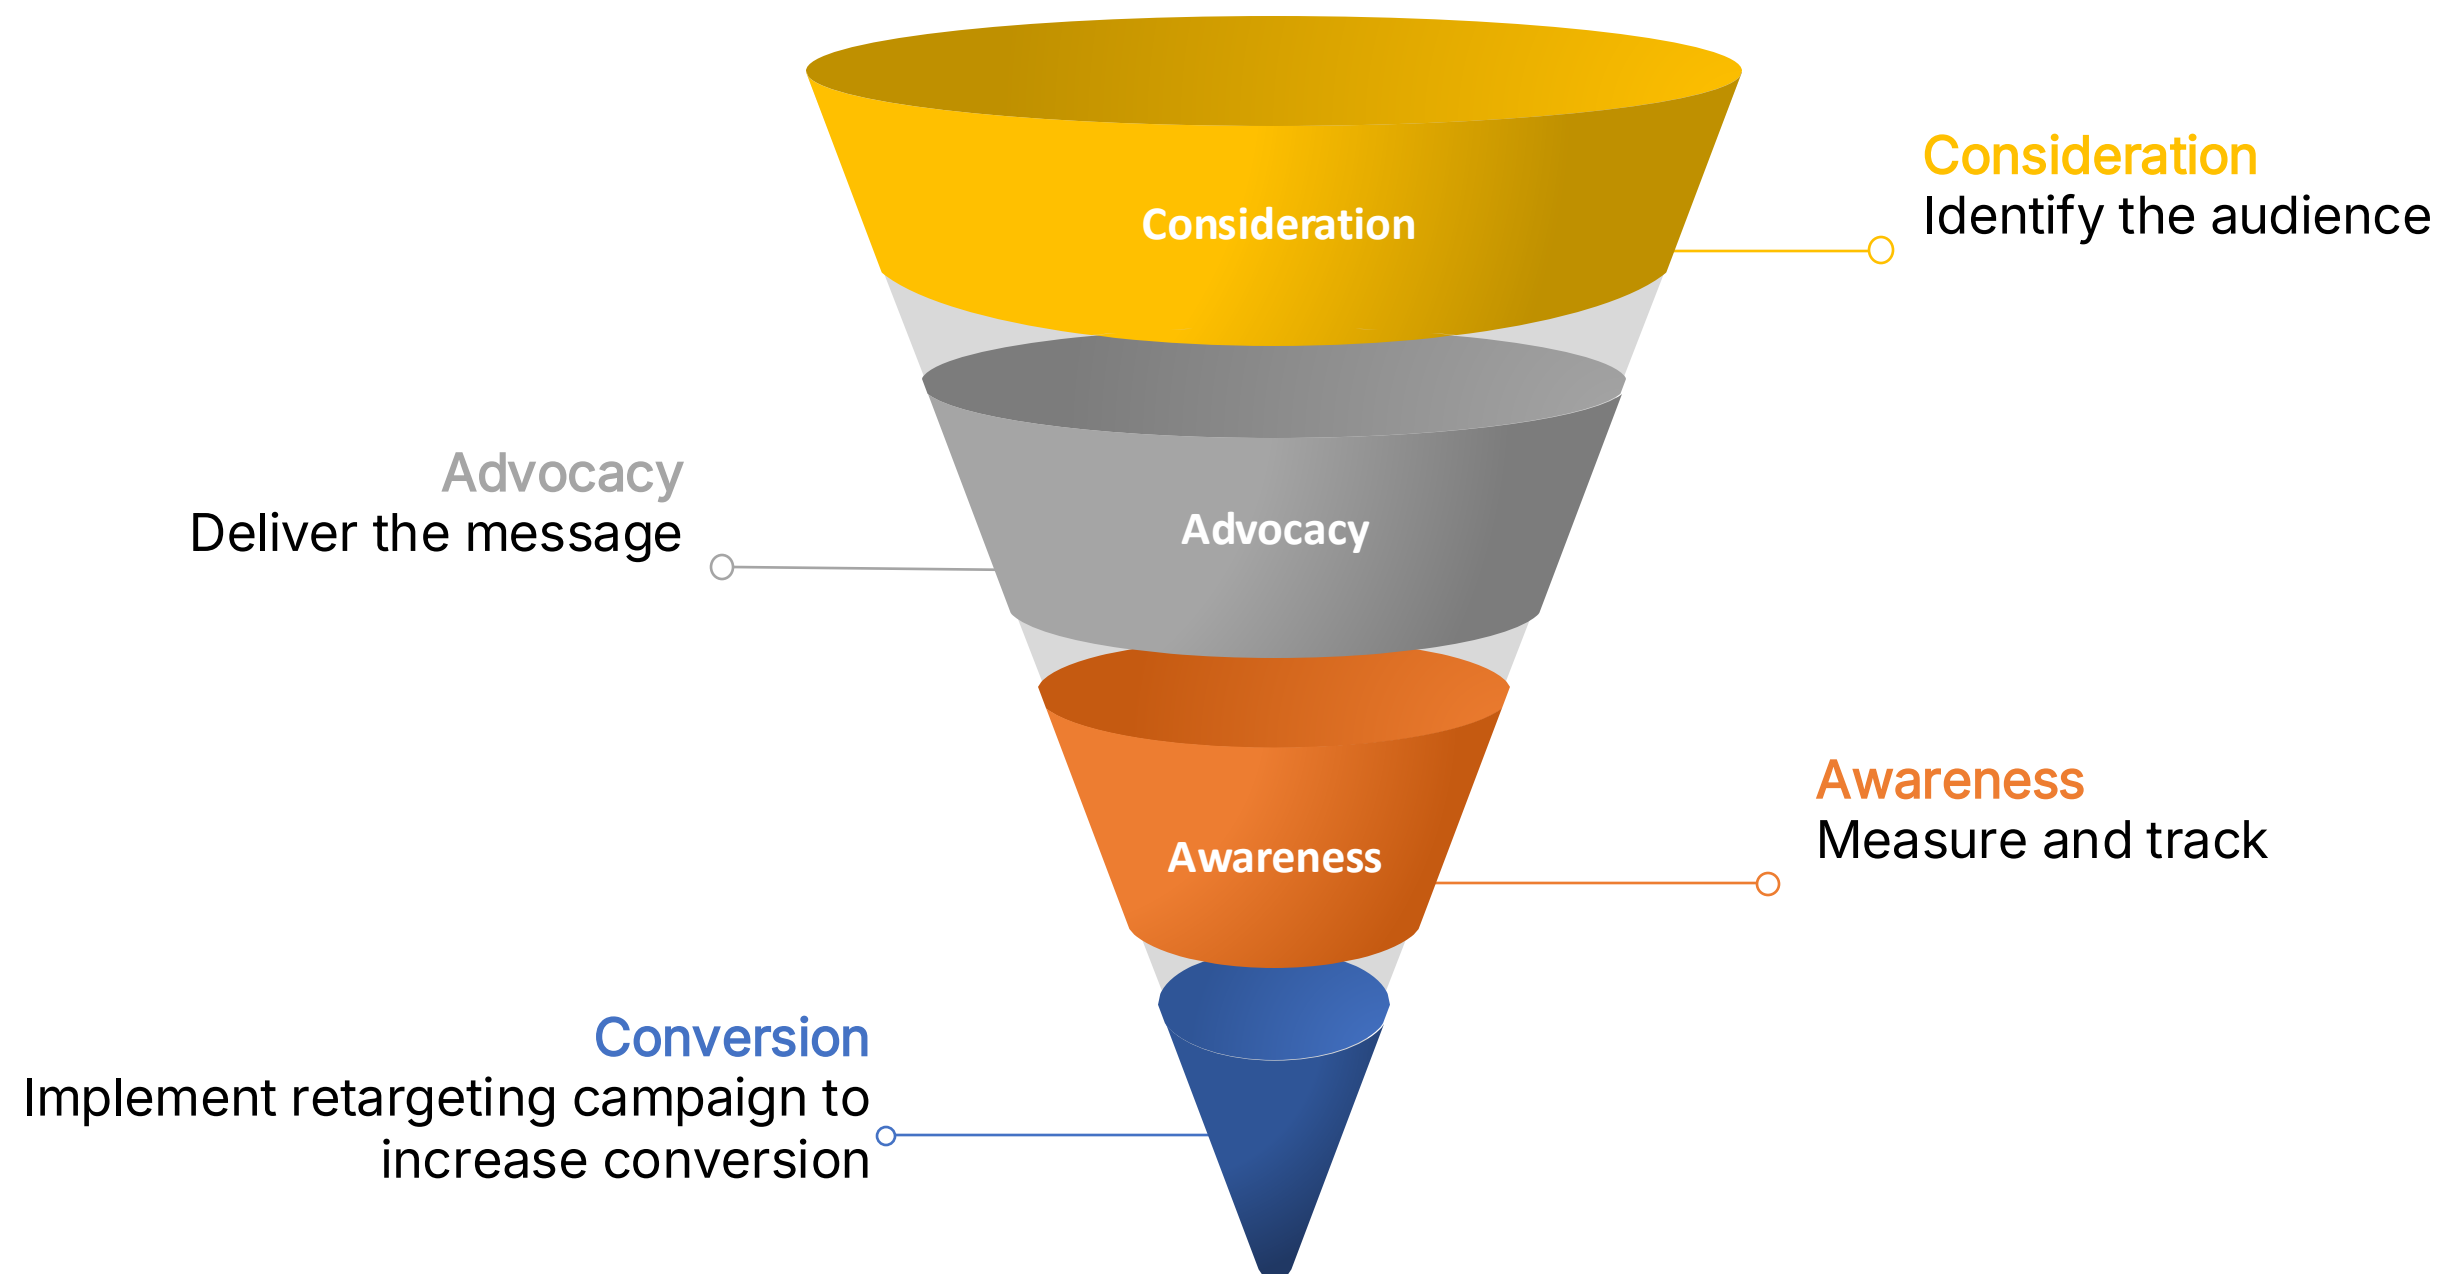 Consideration
Consideration
Identify the audience
Advocacy
Deliver the message
Advocacy
Awareness
Awareness
Measure and track
Conversion
Implement retargeting campaign to
increase conversion